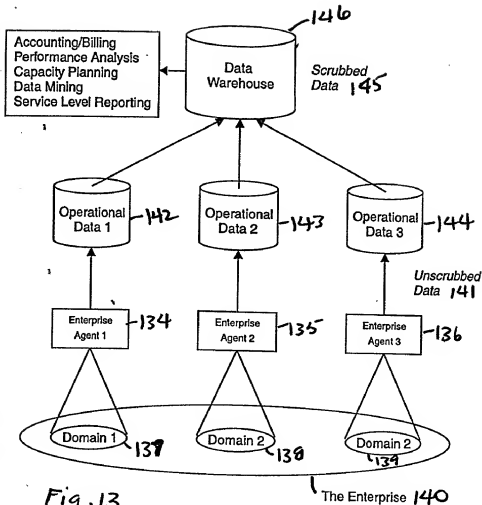 146
Accounting/Billing
Performance Analysis
Capacity Planning
Data Mining
Service Level Reporting
Data
Warehouse
Scrubbed
Data 145
Operational
Data 1
142
Operational
Data 2
143
Operational
Data 3
144
Unscrubbed
Data 141
Enterprise
Agent 1
134
Enterprise
Agent 2
135
Enterprise
Agent 3
136
Domain 1
137
Domain 2
138
Domain 2
139
Fig. 13
The Enterprise 140